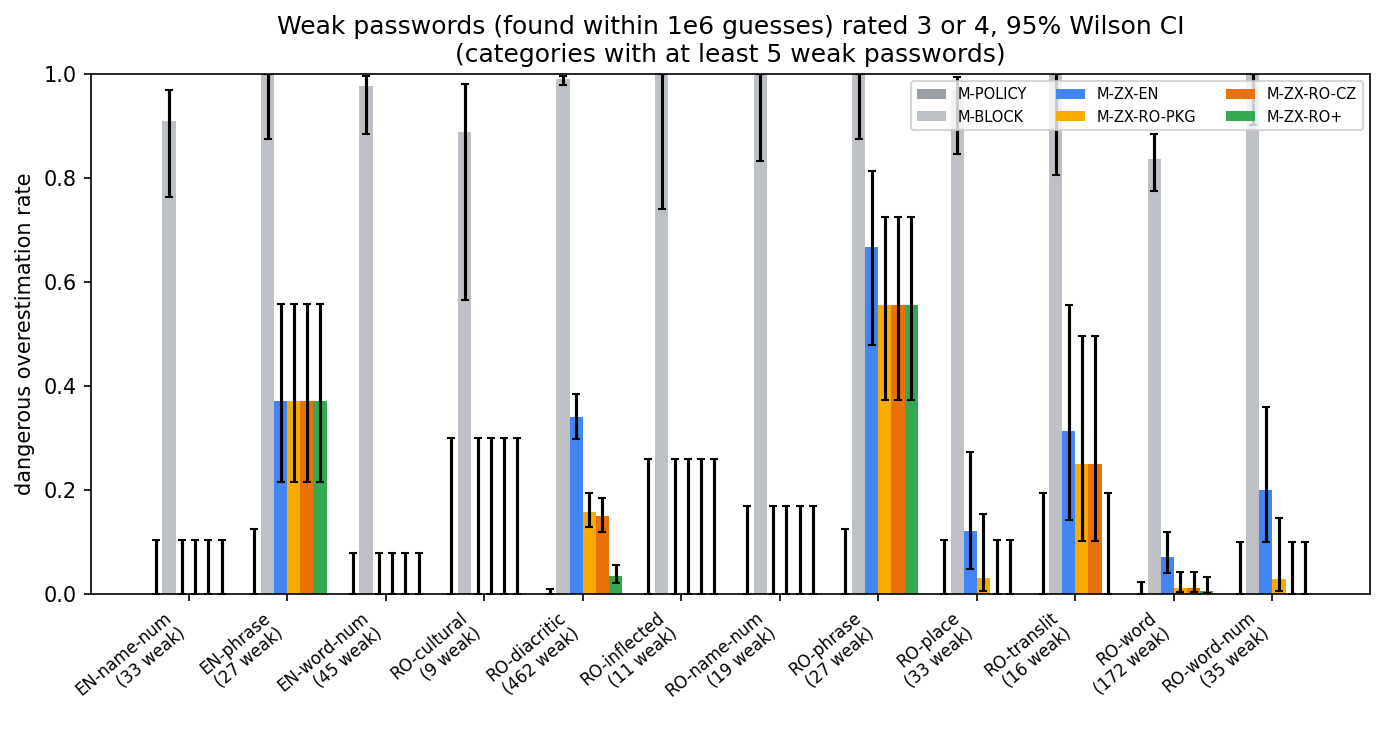 Weak passwords (found within 1e6 guesses) rated 3 or 4, 95% Wilson CI
(categories with at least 5 weak passwords)
dangerous overestimation rate
1.0
0.8
0.6
0.4
0.2
0.0
M-POLICY
M-BLOCK
M-ZX-EN
M-ZX-RO-PKG
M-ZX-RO-CZ
M-ZX-RO+
EN-name-num
(33 weak)
EN-phrase
(27 weak)
EN-word-num
(45 weak)
RO-cultural
(9 weak)
RO-diacritic
(462 weak)
RO-inflected
(11 weak)
RO-name-num
(19 weak)
RO-phrase
(27 weak)
RO-place
(33 weak)
RO-translit
(16 weak)
RO-word
(172 weak)
RO-word-num
(35 weak)